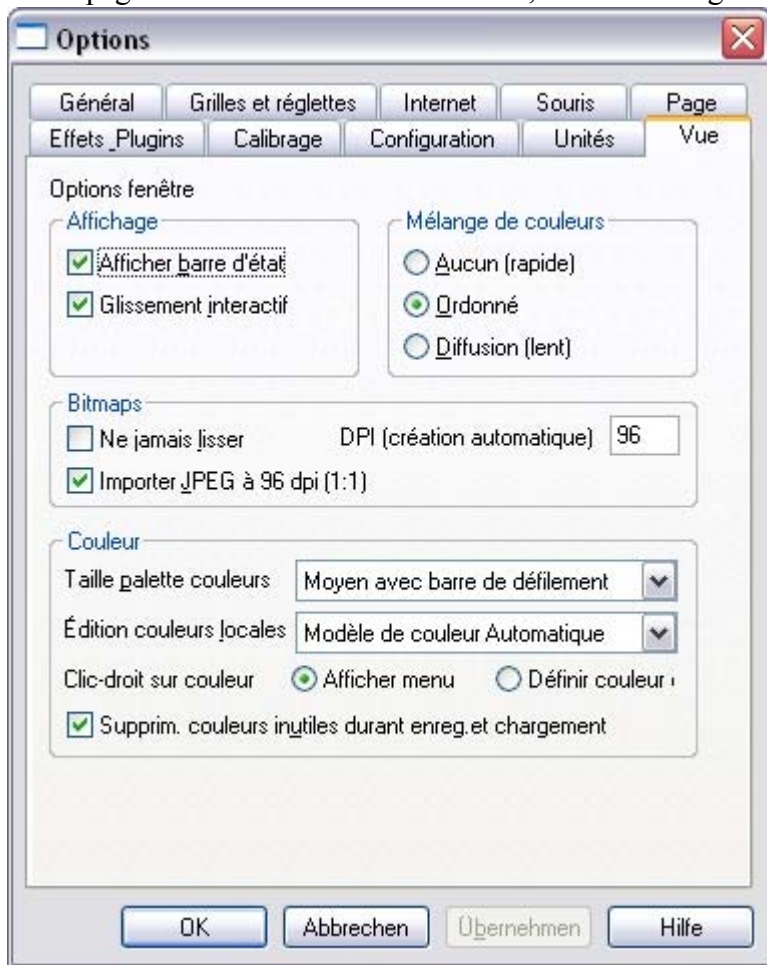 Options
Général Grilles et réglettes Internet Souris Page
Effets_Plugins Calibrage Configuration Unités Vue
Options fenêtre
Affichage
Afficher barre d'état
Glissement interactif
Mélange de couleurs
Aucun (rapide)
Ordonné
Diffusion (lent)
Bitmaps
Ne jamais lisser DPI (création automatique) 96
Importer JPEG à 96 dpi (1:1)
Couleur
Taille palette couleurs Moyen avec barre de défilement
Édition couleurs locales Modèle de couleur Automatique
Clic-droit sur couleur Afficher menu Définir couleur
Supprim. couleurs inutiles durant enreg.et chargement
OK Abbrechen Übernehmen Hilfe